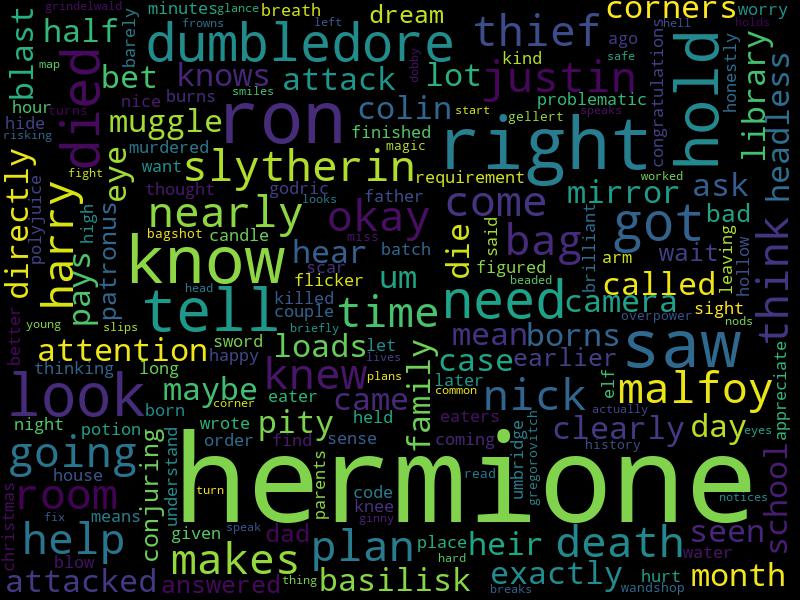 grindelwald
minutes
glance
breath
dream
corners
worry
blast
half
frowns
left
hell
holds
map
barely
dumbledore
thief
ago
hold
honestly
bet
knows
attack
dobby
lot
kind
safe
justin
congratulations
library
headless
died
hour
turns
nice
burns
smiles
colin
start
gellert
speaks
problematic
hide
risking
muggle
ron
finished
magic
right
directly
fight
eye
murdered
want
slytherin
requirement
worked
polyjuice
thought
godric
looks
father
come
mirror
ask
harry
high
patronus
nearly
okay
miss
said
brilliant
got
bad
bagshot
candle
know
hear
batch
die
bag
wait
leaving
hollow
think
pays
scar
flicker
um
figured
arm
called
head
tell
killed
couple
time
beaded
need
camera
sight
overpower
nods
young
slips
briefly
better
sword
mean
borns
saw
attention
happy
loads
let
lives
case
earlier
thinking
long
knew
family
later
elf
malfoy
appreciate
look
born
maybe
eater
plans
came
common
nick
actually
night
potion
wrote
corner
pity
held
eaters
clearly
day
eyes
going
conjuring
understand
order
find
sense
coming
umbridge
gregorovitch
history
school
house
hermione
parents
read
room
turn
code
notices
christmas
fix
means
knee
ginny
help
given
speak
dad
plan
place
heir
death
seen
water
blow
makes
hard
attacked
answered
thing
basilisk
exactly
breaks
hurt
wandshop
month